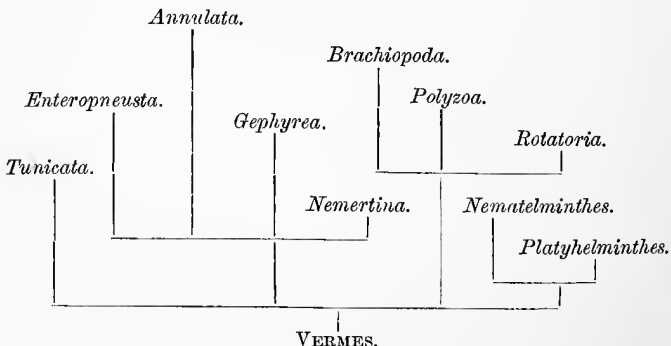 Annulata.
Brachiopoda.
Enteropneusta.
Polyzoa.
Gephyrea.
Rotatoria.
Tunicata.
Nemertina.
Nematelminthes.
Platyhelminthes.
VERMES.